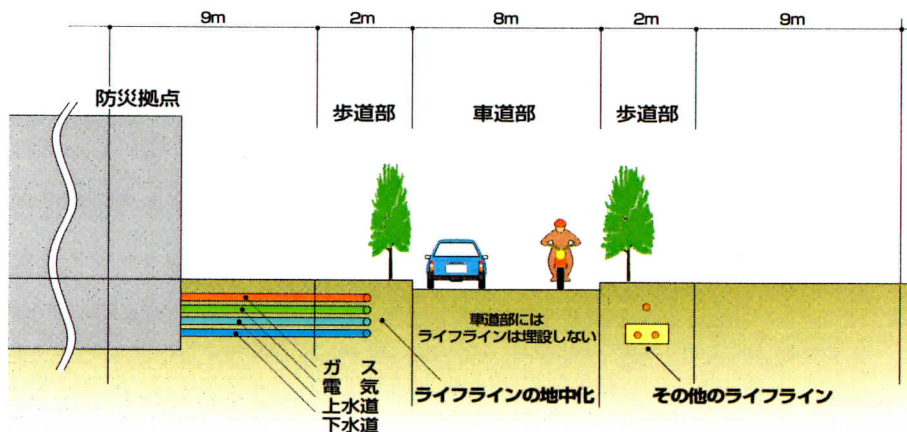 9m
2m
8m
2m
9m
防災拠点
歩道部
車道部
歩道部
車道部には
ライフラインは埋設しない
ガス
電気
上水道
下水道
ライフラインの地中化
その他のライフライン